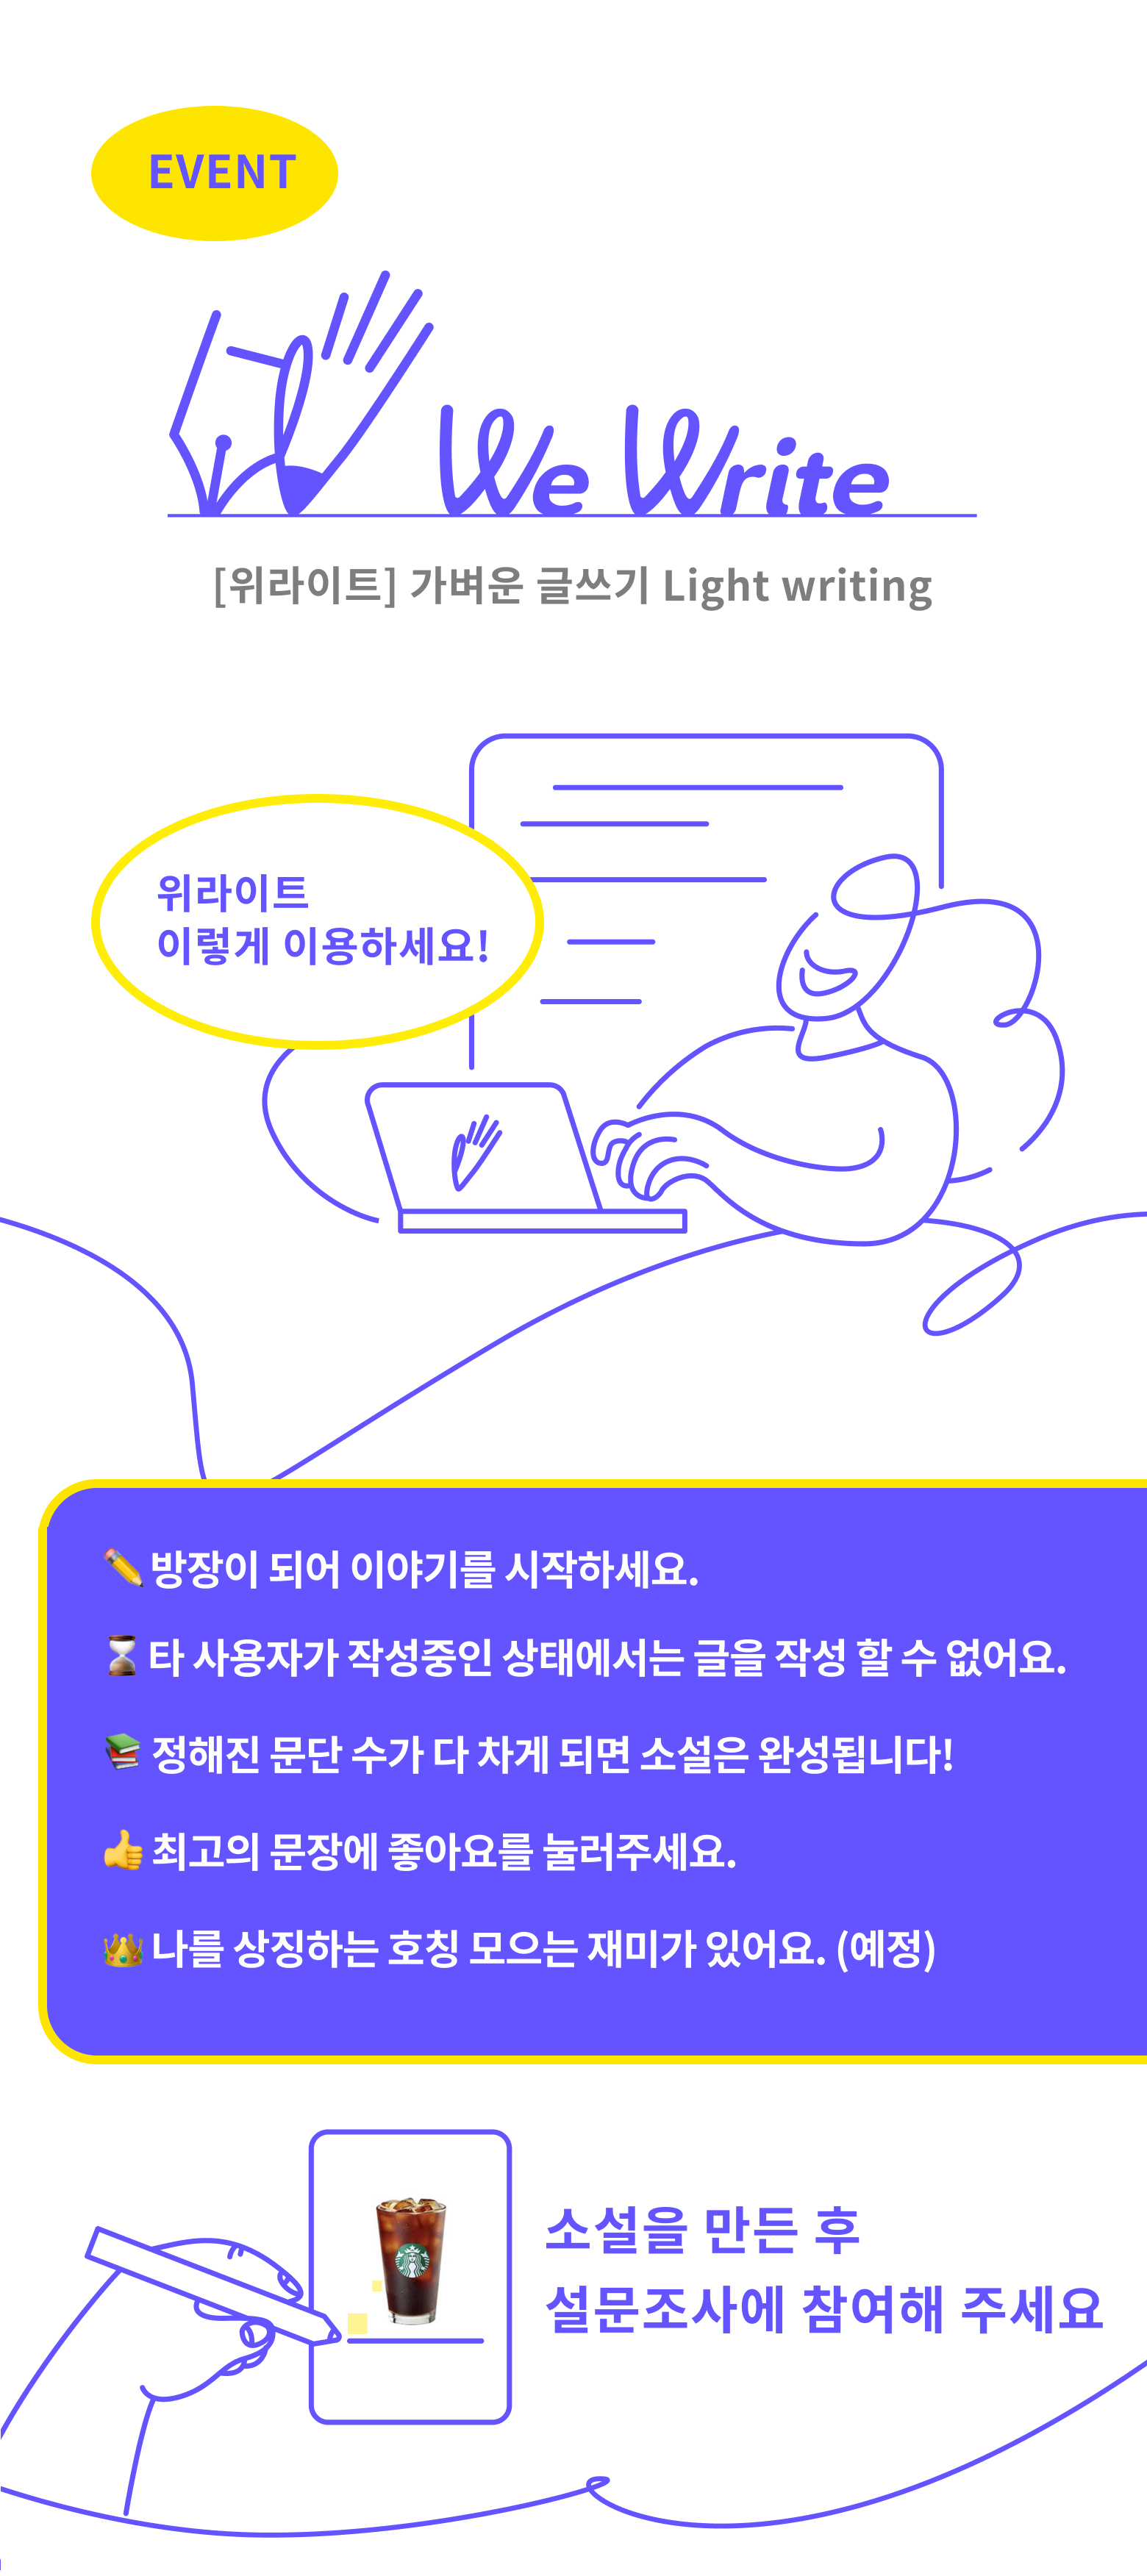 EVENT
We Write
[위라이트] 가벼운 글쓰기 Light writing
위라이트
이렇게 이용하세요!
방장이 되어 이야기를 시작하세요.
타 사용자가 작성중인 상태에서는 글을 작성 할 수 없어요.
정해진 문단 수가 다 차게 되면 소설은 완성됩니다!
최고의 문장에 좋아요를 눌러주세요.
나를 상징하는 호칭 모으는 재미가 있어요. (예정)
소설을 만든 후
설문조사에 참여해 주세요